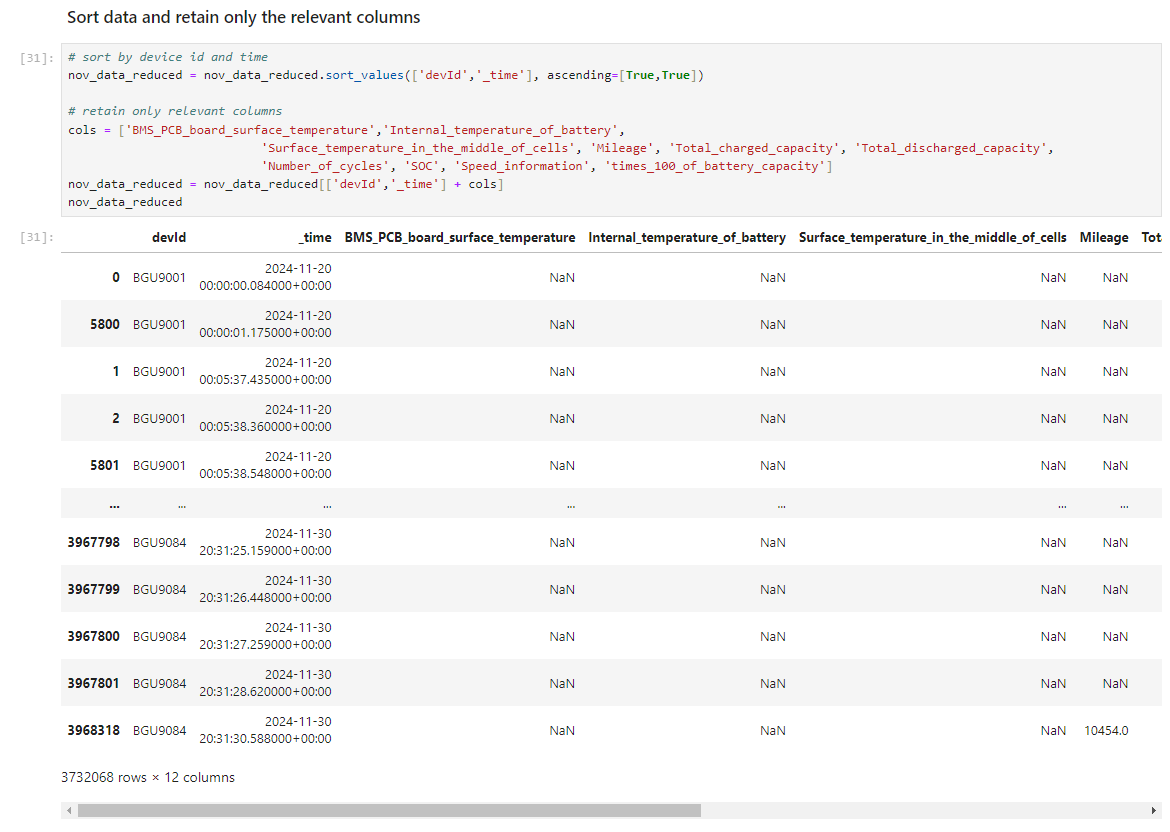 Sort data and retain only the relevant columns
[31]: # sort by device id and time
nov_data_reduced = nov_data_reduced.sort_values(['devId','_time'], ascending=[True,True])
# retain only relevant columns
cols = ['BMS_PCB_board_surface_temperature','Internal_temperature_of_battery',
'Surface_temperature_in_the_middle_of_cells', 'Mileage', 'Total_charged_capacity', 'Total_discharged_capacity',
'Number_of_cycles', 'SOC', 'Speed_information', 'times_100_of_battery_capacity']
nov_data_reduced = nov_data_reduced[['devId','_time'] + cols]
nov_data_reduced
[31]: devId _time BMS_PCB_board_surface_temperature Internal_temperature_of_battery Surface_temperature_in_the_middle_of_cells Mileage Tot
2024-11-20
0 BGU9001 NaN NaN NaN NaN
00:00:00.084000+00:00
2024-11-20
5800 BGU9001 NaN NaN NaN NaN
00:00:01.175000+00:00
2024-11-20
1 BGU9001 NaN NaN NaN NaN
00:05:37.435000+00:00
2024-11-20
2 BGU9001 NaN NaN NaN NaN
00:05:38.360000+00:00
2024-11-20
5801 BGU9001 NaN NaN NaN NaN
00:05:38.548000+00:00
... ... ... ... ... ... ...
2024-11-30
3967798 BGU9084 NaN NaN NaN NaN
20:31:25.159000+00:00
2024-11-30
3967799 BGU9084 NaN NaN NaN NaN
20:31:26.448000+00:00
2024-11-30
3967800 BGU9084 NaN NaN NaN NaN
20:31:27.259000+00:00
2024-11-30
3967801 BGU9084 NaN NaN NaN NaN
20:31:28.620000+00:00
2024-11-30
3968318 BGU9084 NaN NaN NaN 10454.0
20:31:30.588000+00:00
3732068 rows × 12 columns